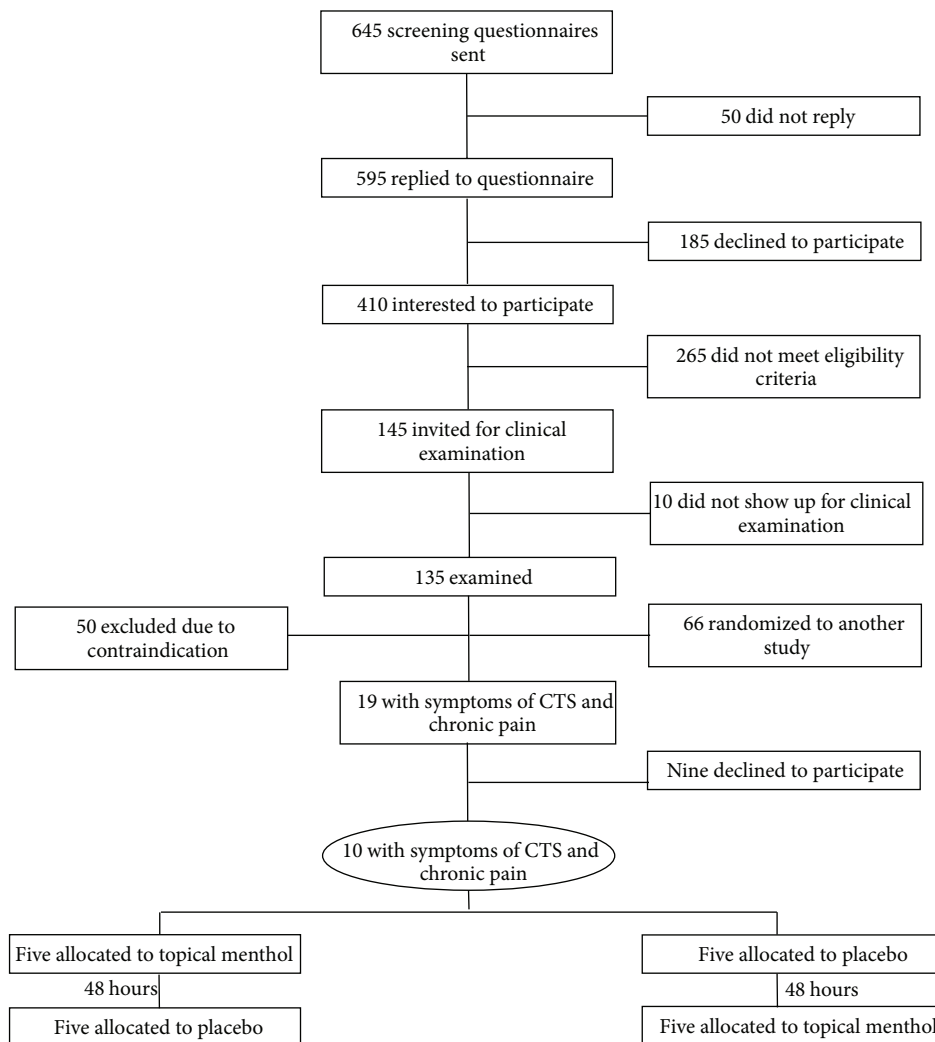 645 screening questionnaires
sent
50 did not reply
595 replied to questionnaire
185 declined to participate
410 interested to participate
265 did not meet eligibility
criteria
145 invited for clinical
examination
10 did not show up for clinical
examination
135 examined
50 excluded due to
contraindication
66 randomized to another
study
19 with symptoms of CTS and
chronic pain
Nine declined to participate
10 with symptoms of CTS and
chronic pain
Five allocated to topical menthol
Five allocated to placebo
48 hours
48 hours
Five allocated to placebo
Five allocated to topical menthol